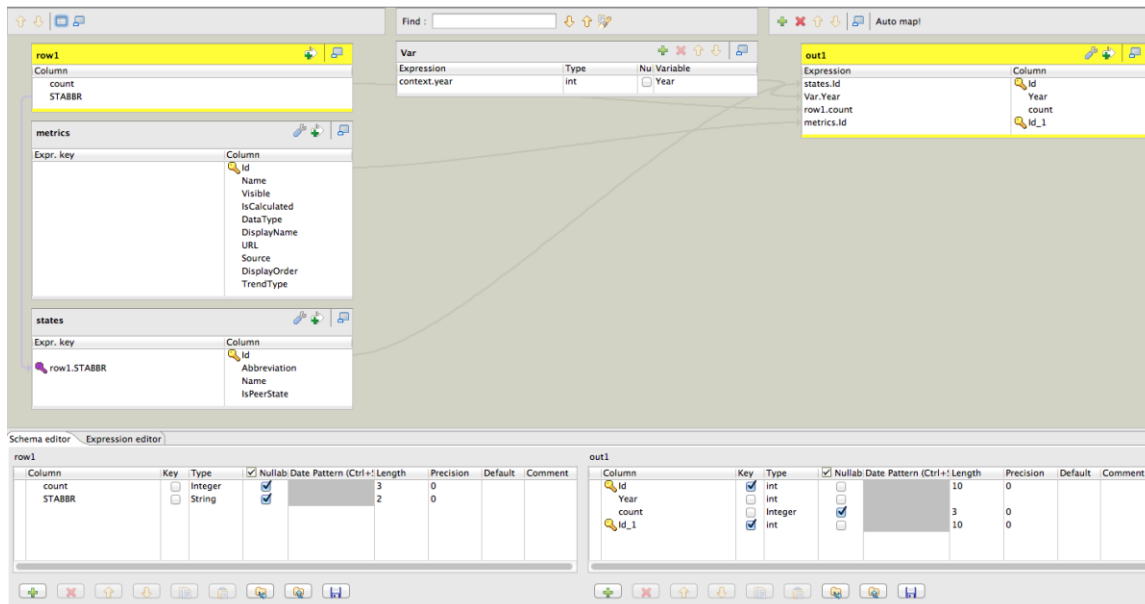 Find :
Auto map!
row1
Column
count
STABBR
metrics
Expr. key Column
Id
Name
Visible
IsCalculated
DataType
DisplayName
URL
Source
DisplayOrder
TrendType
states
Expr. key Column
Id
row1.STABBR Abbreviation
Name
IsPeerState
Var
Expression Type Nu Variable
context.year int Year
out1
Expression Column
states.Id Id
Var.Year Year
row1.count count
metrics.Id Id_1
Schema editor Expression editor
row1
Column Key Type Nullab Date Pattern (Ctrl+ Length Precision Default Comment
count Integer 3 0
STABBR String 2 0
out1
Column Key Type Nullab Date Pattern (Ctrl+ Length Precision Default Comment
Id int 10 0
Year int
count Integer 3 0
Id_1 int 10 0